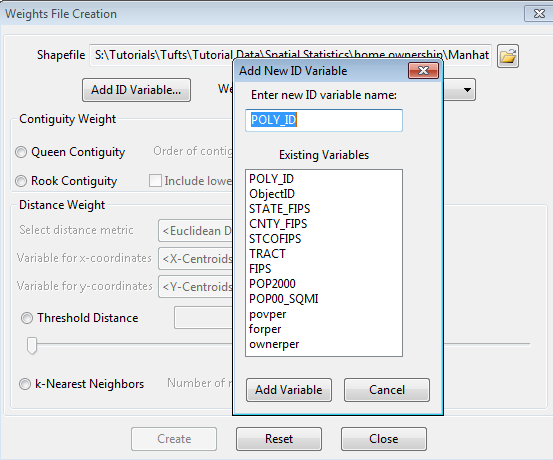 Weights File Creation
Shapefile S:\Tutorials\Tufts\Tutorial Data\Spatial Statistics\home ownership\Manhat
Add New ID Variable
Add ID Variable...
Enter new ID variable name:
POLY_ID
Contiguity Weight
Queen Contiguity Order of
Rook Contiguity Include
Existing Variables
POLY_ID
ObjectID
STATE_FIPS
CNTY_FIPS
STCOFIPS
TRACT
FIPS
POP2000
POP00_SQMI
povper
forper
ownerper
Distance Weight
Select distance metric <Euclidean D
Variable for x-coordinates <X-Centroids
Variable for y-coordinates <Y-Centroids
Threshold Distance
k-Nearest Neighbors Number of
Add Variable Cancel
Create Reset Close